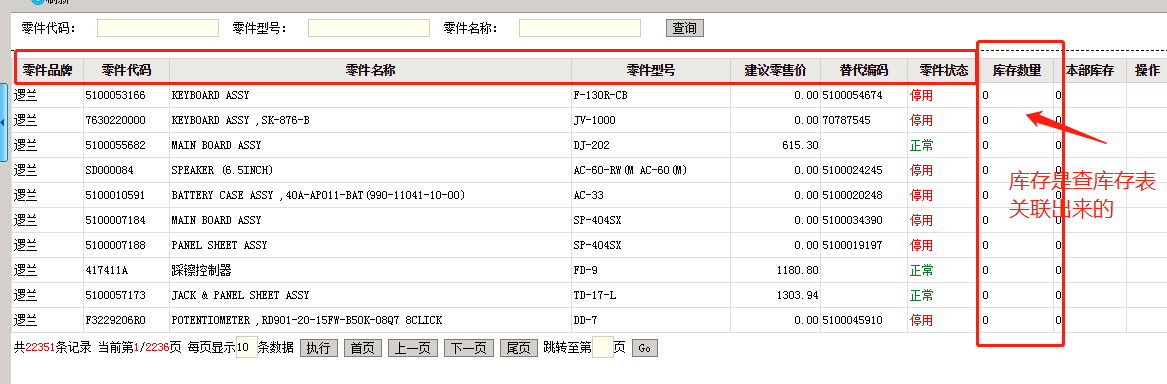 刷新
零件代码： 零件型号： 零件名称： 查询
零件品牌 零件代码 零件名称 零件型号 建议零售价 替代编码 零件状态 库存数量 本部库存 操作
逻兰 5100053166 KEYBOARD ASSY F-130R-CB 0.00 5100054674 停用 0 0
逻兰 7630220000 KEYBOARD ASSY ,SK-876-B JV-1000 0.00 70787545 停用 0 0
逻兰 5100055682 MAIN BOARD ASSY DJ-202 615.30 正常 0 0
逻兰 SD000084 SPEAKER (6.5INCH) AC-60-RW(M AC-60(M) 0.00 5100024245 停用 0 0
逻兰 5100010591 BATTERY CASE ASSY ,40A-AP011-BAT(990-11041-10-00) AC-33 0.00 5100020248 停用 0 0
逻兰 5100007184 MAIN BOARD ASSY SP-404SX 0.00 5100034390 停用 0 0
逻兰 5100007188 PANEL SHEET ASSY SP-404SX 0.00 5100019197 停用 0 0
逻兰 417411A 踩镲控制器 FD-9 1180.80 正常 0 0
逻兰 5100057173 JACK & PANEL SHEET ASSY TD-17-L 1303.94 正常 0 0
逻兰 F3229206R0 POTENTIOMETER ,RD901-20-15FW-B50K-08Q7 8CLICK DD-7 0.00 5100045910 停用 0 0
库存是查库存表
关联出来的
共22351条记录 当前第1/2236页 每页显示10条数据 执行 首页 上一页 下一页 尾页 跳转至第 页 Go